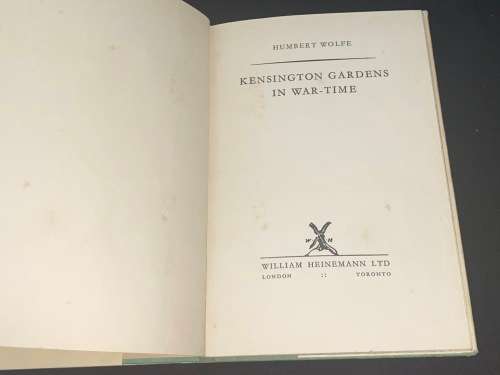 HUMBERT WOLFE
KENSINGTON GARDENS
IN WAR-TIME
W H
WILLIAM HEINEMANN LTD
LONDON :: TORONTO